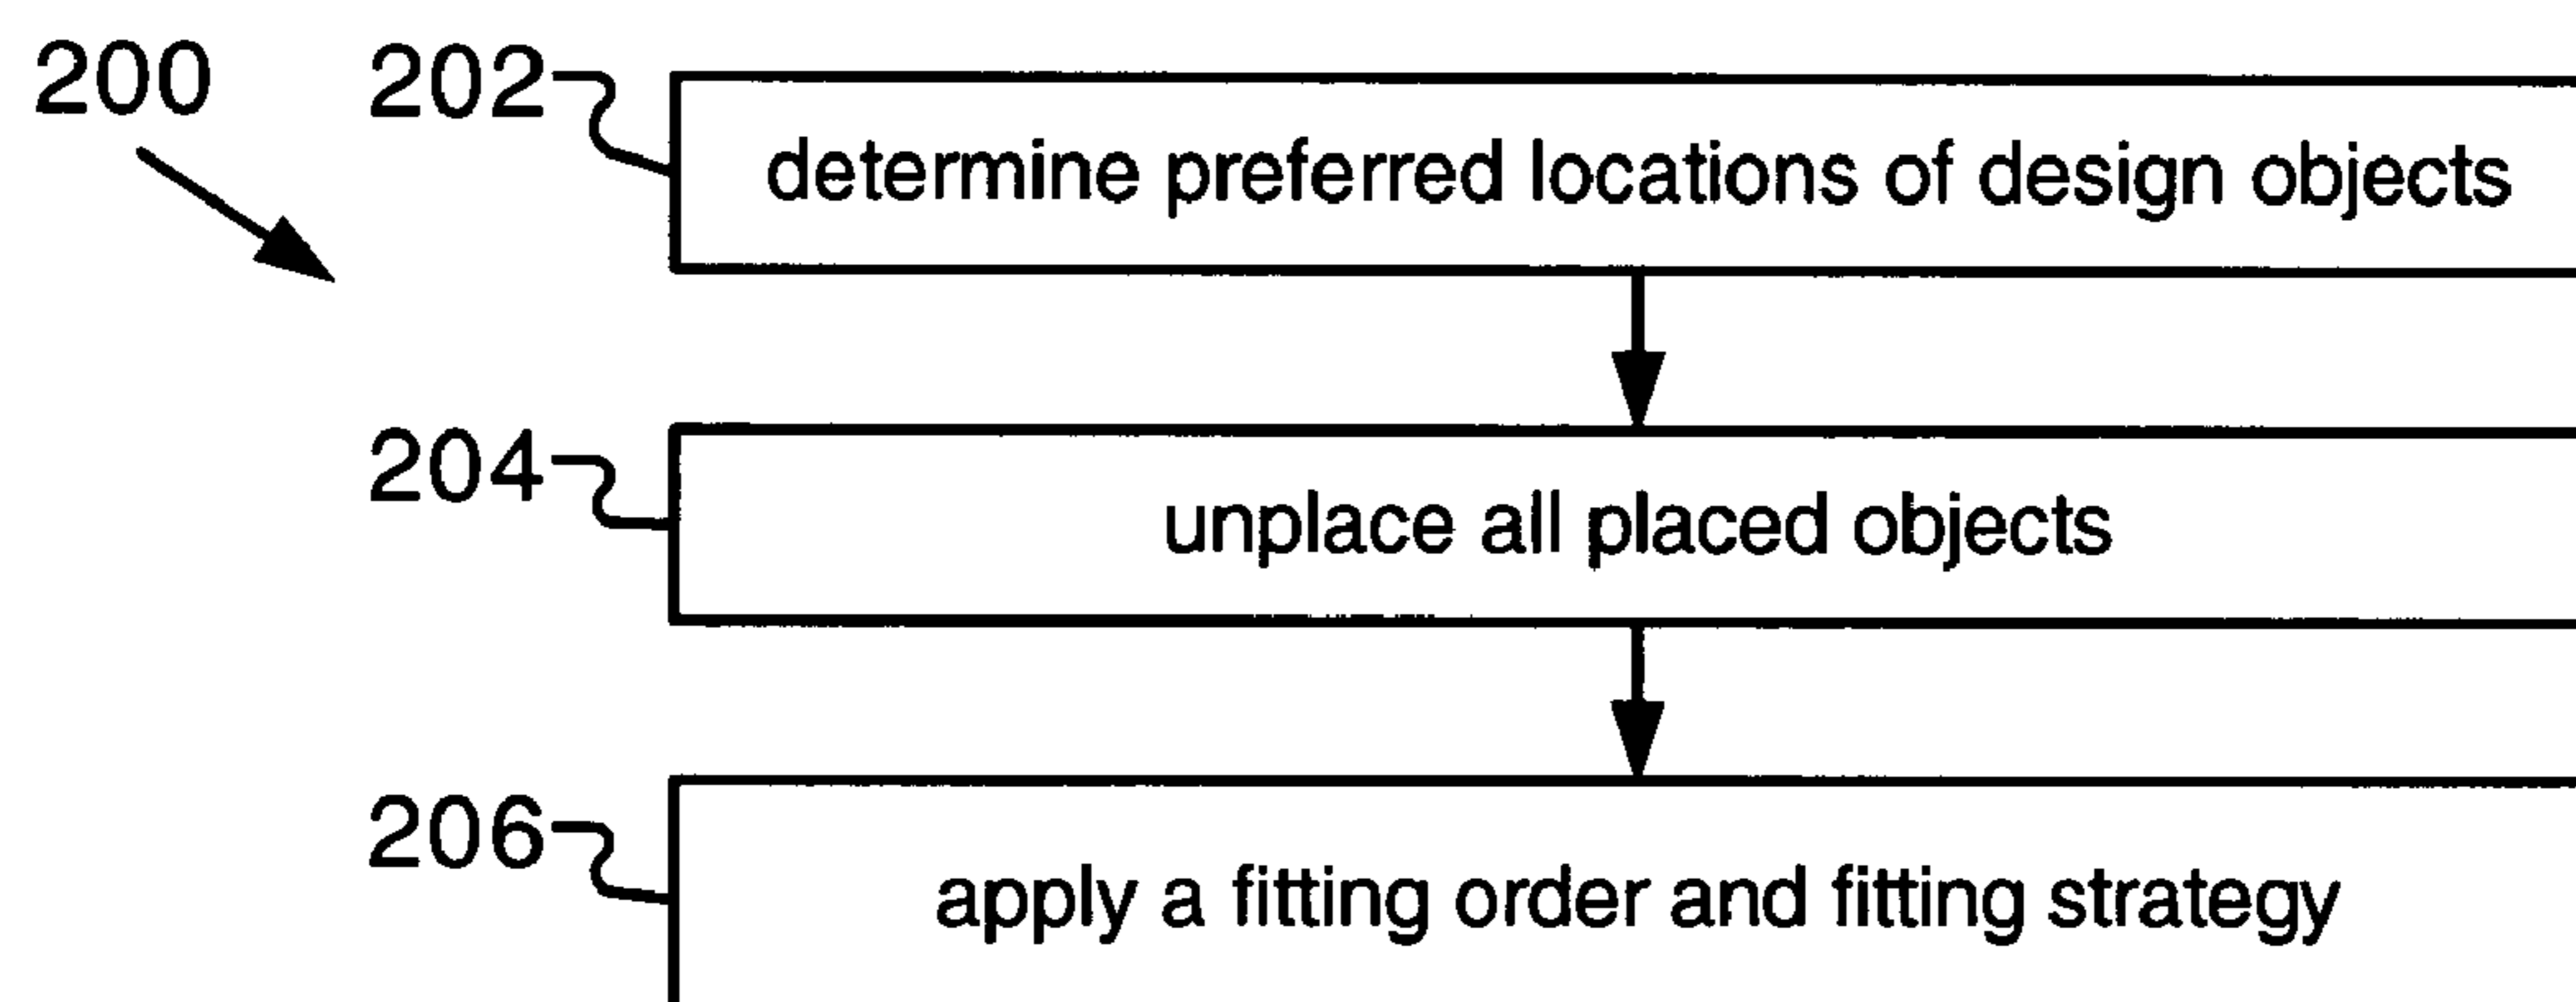 200
202
determine preferred locations of design objects
204
unplace all placed objects
206
apply a fitting order and fitting strategy